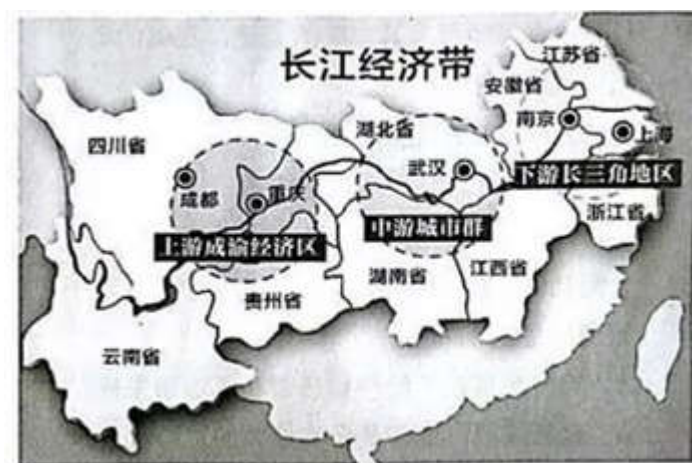 长江经济带
江苏省
安徽省
南京
上海
四川省
湖北省
武汉
下游长三角地区
成都
重庆
浙江省
中游城市群
上游成渝经济区
湖南省
江西省
贵州省
云南省